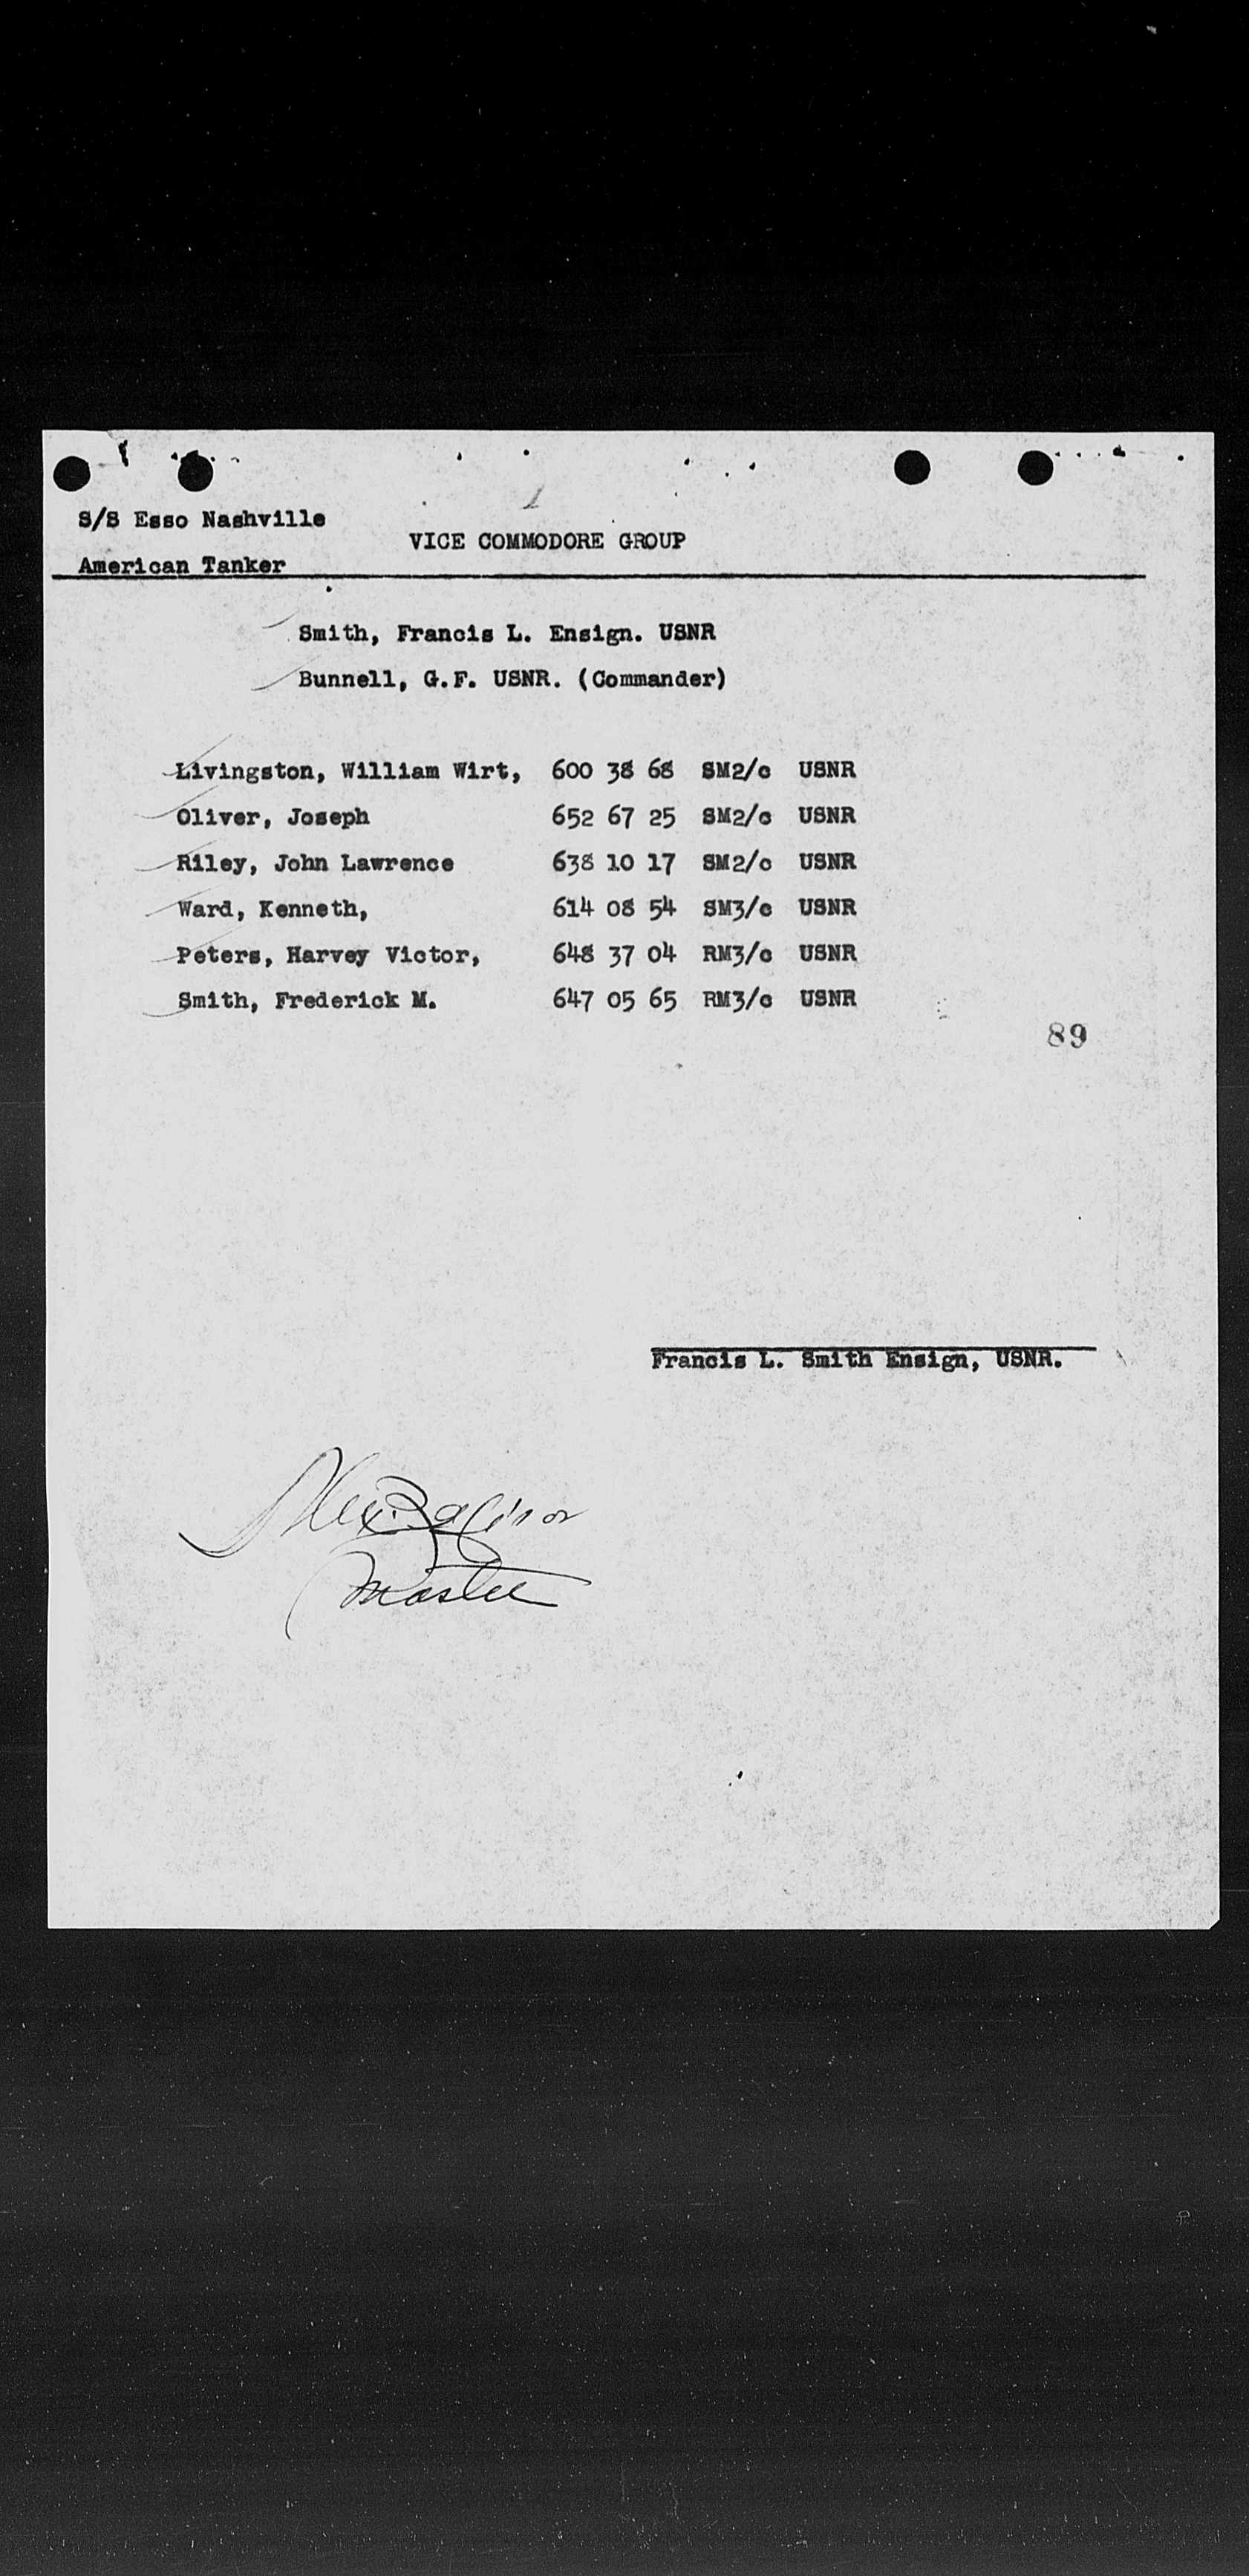 S/S Esso Nashville
VICE COMMODORE GROUP
American Tanker
Smith, Francis L. Ensign. USNR
Bunnell, G.F. USNR. (Commander)
Livingston, William Wirt, 600 38 68 SM2/c USNR
Oliver, Joseph 652 67 25 SM2/c USNR
Riley, John Lawrence 638 10 17 SM2/c USNR
Ward, Kenneth, 614 08 54 SM3/c USNR
Peters, Harvey Victor, 648 37 04 RM3/c USNR
Smith, Frederick M. 647 05 65 RM3/c USNR
89
Francis L. Smith Ensign, USNR.
Master